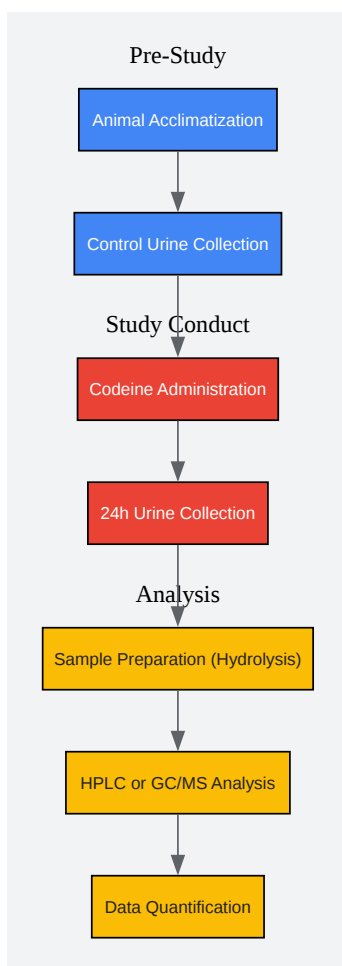 Pre-Study
Animal Acclimatization
Control Urine Collection
Study Conduct
Codeine Administration
24h Urine Collection
Analysis
Sample Preparation (Hydrolysis)
HPLC or GC/MS Analysis
Data Quantification